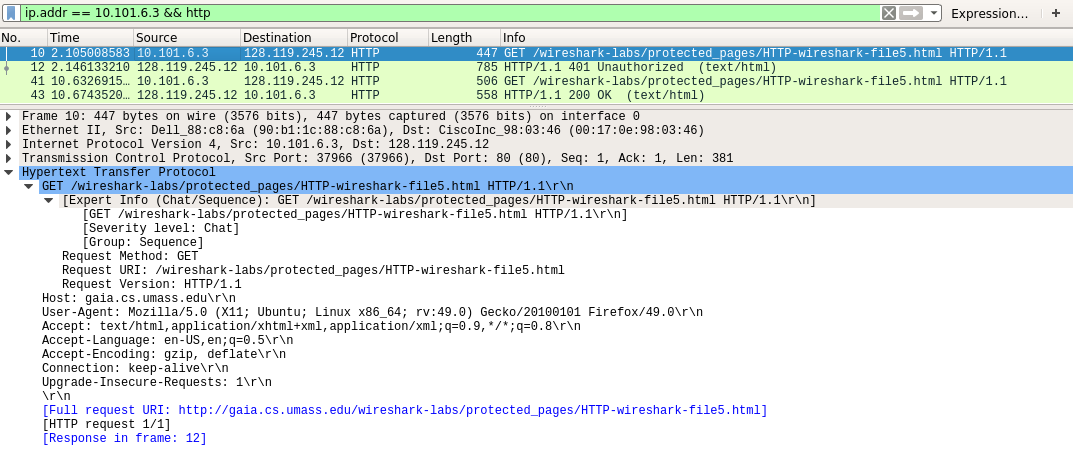 ip.addr == 10.101.6.3 && http Expression… +
No. Time Source Destination Protocol Length Info
10 2.105008583 10.101.6.3 128.119.245.12 HTTP 447 GET /wireshark-labs/protected_pages/HTTP-wireshark-file5.html HTTP/1.1
12 2.146133210 128.119.245.12 10.101.6.3 HTTP 785 HTTP/1.1 401 Unauthorized  (text/html)
41 10.6326915… 10.101.6.3 128.119.245.12 HTTP 506 GET /wireshark-labs/protected_pages/HTTP-wireshark-file5.html HTTP/1.1
43 10.6743520… 128.119.245.12 10.101.6.3 HTTP 558 HTTP/1.1 200 OK  (text/html)
Frame 10: 447 bytes on wire (3576 bits), 447 bytes captured (3576 bits) on interface 0
Ethernet II, Src: Dell_88:c8:6a (90:b1:1c:88:c8:6a), Dst: CiscoInc_98:03:46 (00:17:0e:98:03:46)
Internet Protocol Version 4, Src: 10.101.6.3, Dst: 128.119.245.12
Transmission Control Protocol, Src Port: 37966 (37966), Dst Port: 80 (80), Seq: 1, Ack: 1, Len: 381
Hypertext Transfer Protocol
GET /wireshark-labs/protected_pages/HTTP-wireshark-file5.html HTTP/1.1\r\n
[Expert Info (Chat/Sequence): GET /wireshark-labs/protected_pages/HTTP-wireshark-file5.html HTTP/1.1\r\n]
[GET /wireshark-labs/protected_pages/HTTP-wireshark-file5.html HTTP/1.1\r\n]
[Severity level: Chat]
[Group: Sequence]
Request Method: GET
Request URI: /wireshark-labs/protected_pages/HTTP-wireshark-file5.html
Request Version: HTTP/1.1
Host: gaia.cs.umass.edu\r\n
User-Agent: Mozilla/5.0 (X11; Ubuntu; Linux x86_64; rv:49.0) Gecko/20100101 Firefox/49.0\r\n
Accept: text/html,application/xhtml+xml,application/xml;q=0.9,*/*;q=0.8\r\n
Accept-Language: en-US,en;q=0.5\r\n
Accept-Encoding: gzip, deflate\r\n
Connection: keep-alive\r\n
Upgrade-Insecure-Requests: 1\r\n
\r\n
[Full request URI: http://gaia.cs.umass.edu/wireshark-labs/protected_pages/HTTP-wireshark-file5.html]
[HTTP request 1/1]
[Response in frame: 12]